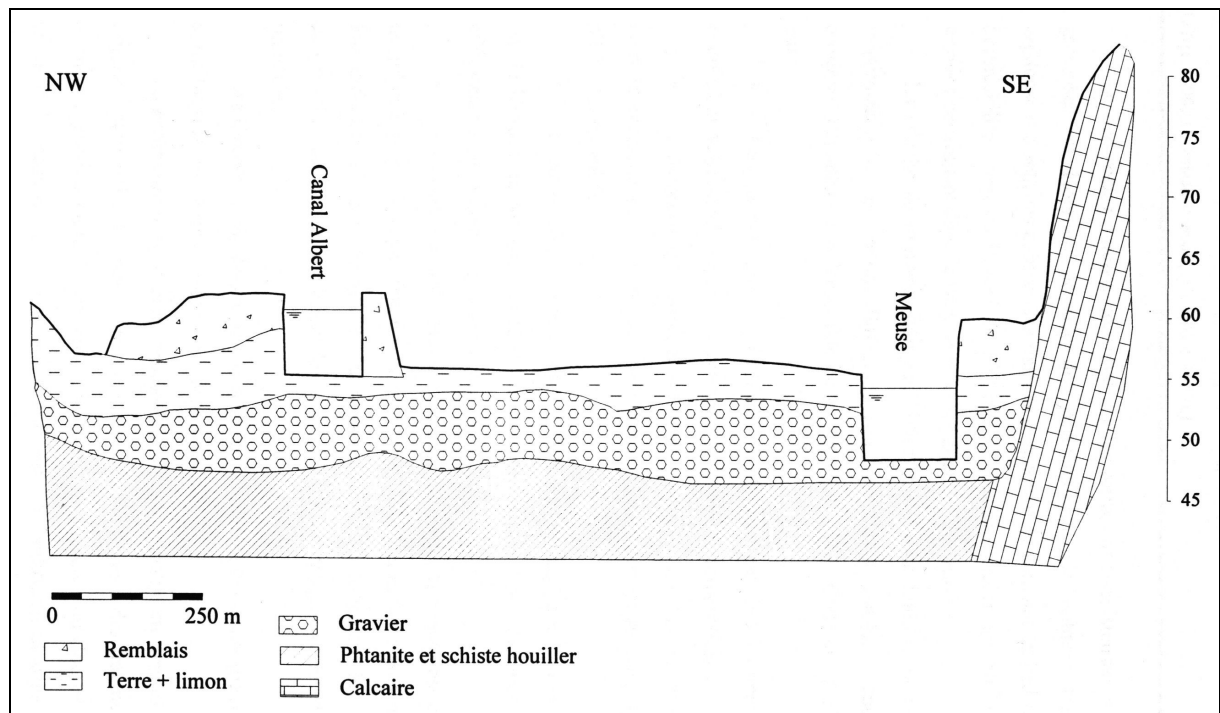 NW
SE
Canal Albert
Meuse
80
75
70
65
60
55
50
45
0 250 m
Remblais
Terre + limon
Gravier
Phtanite et schiste houiller
Calcaire